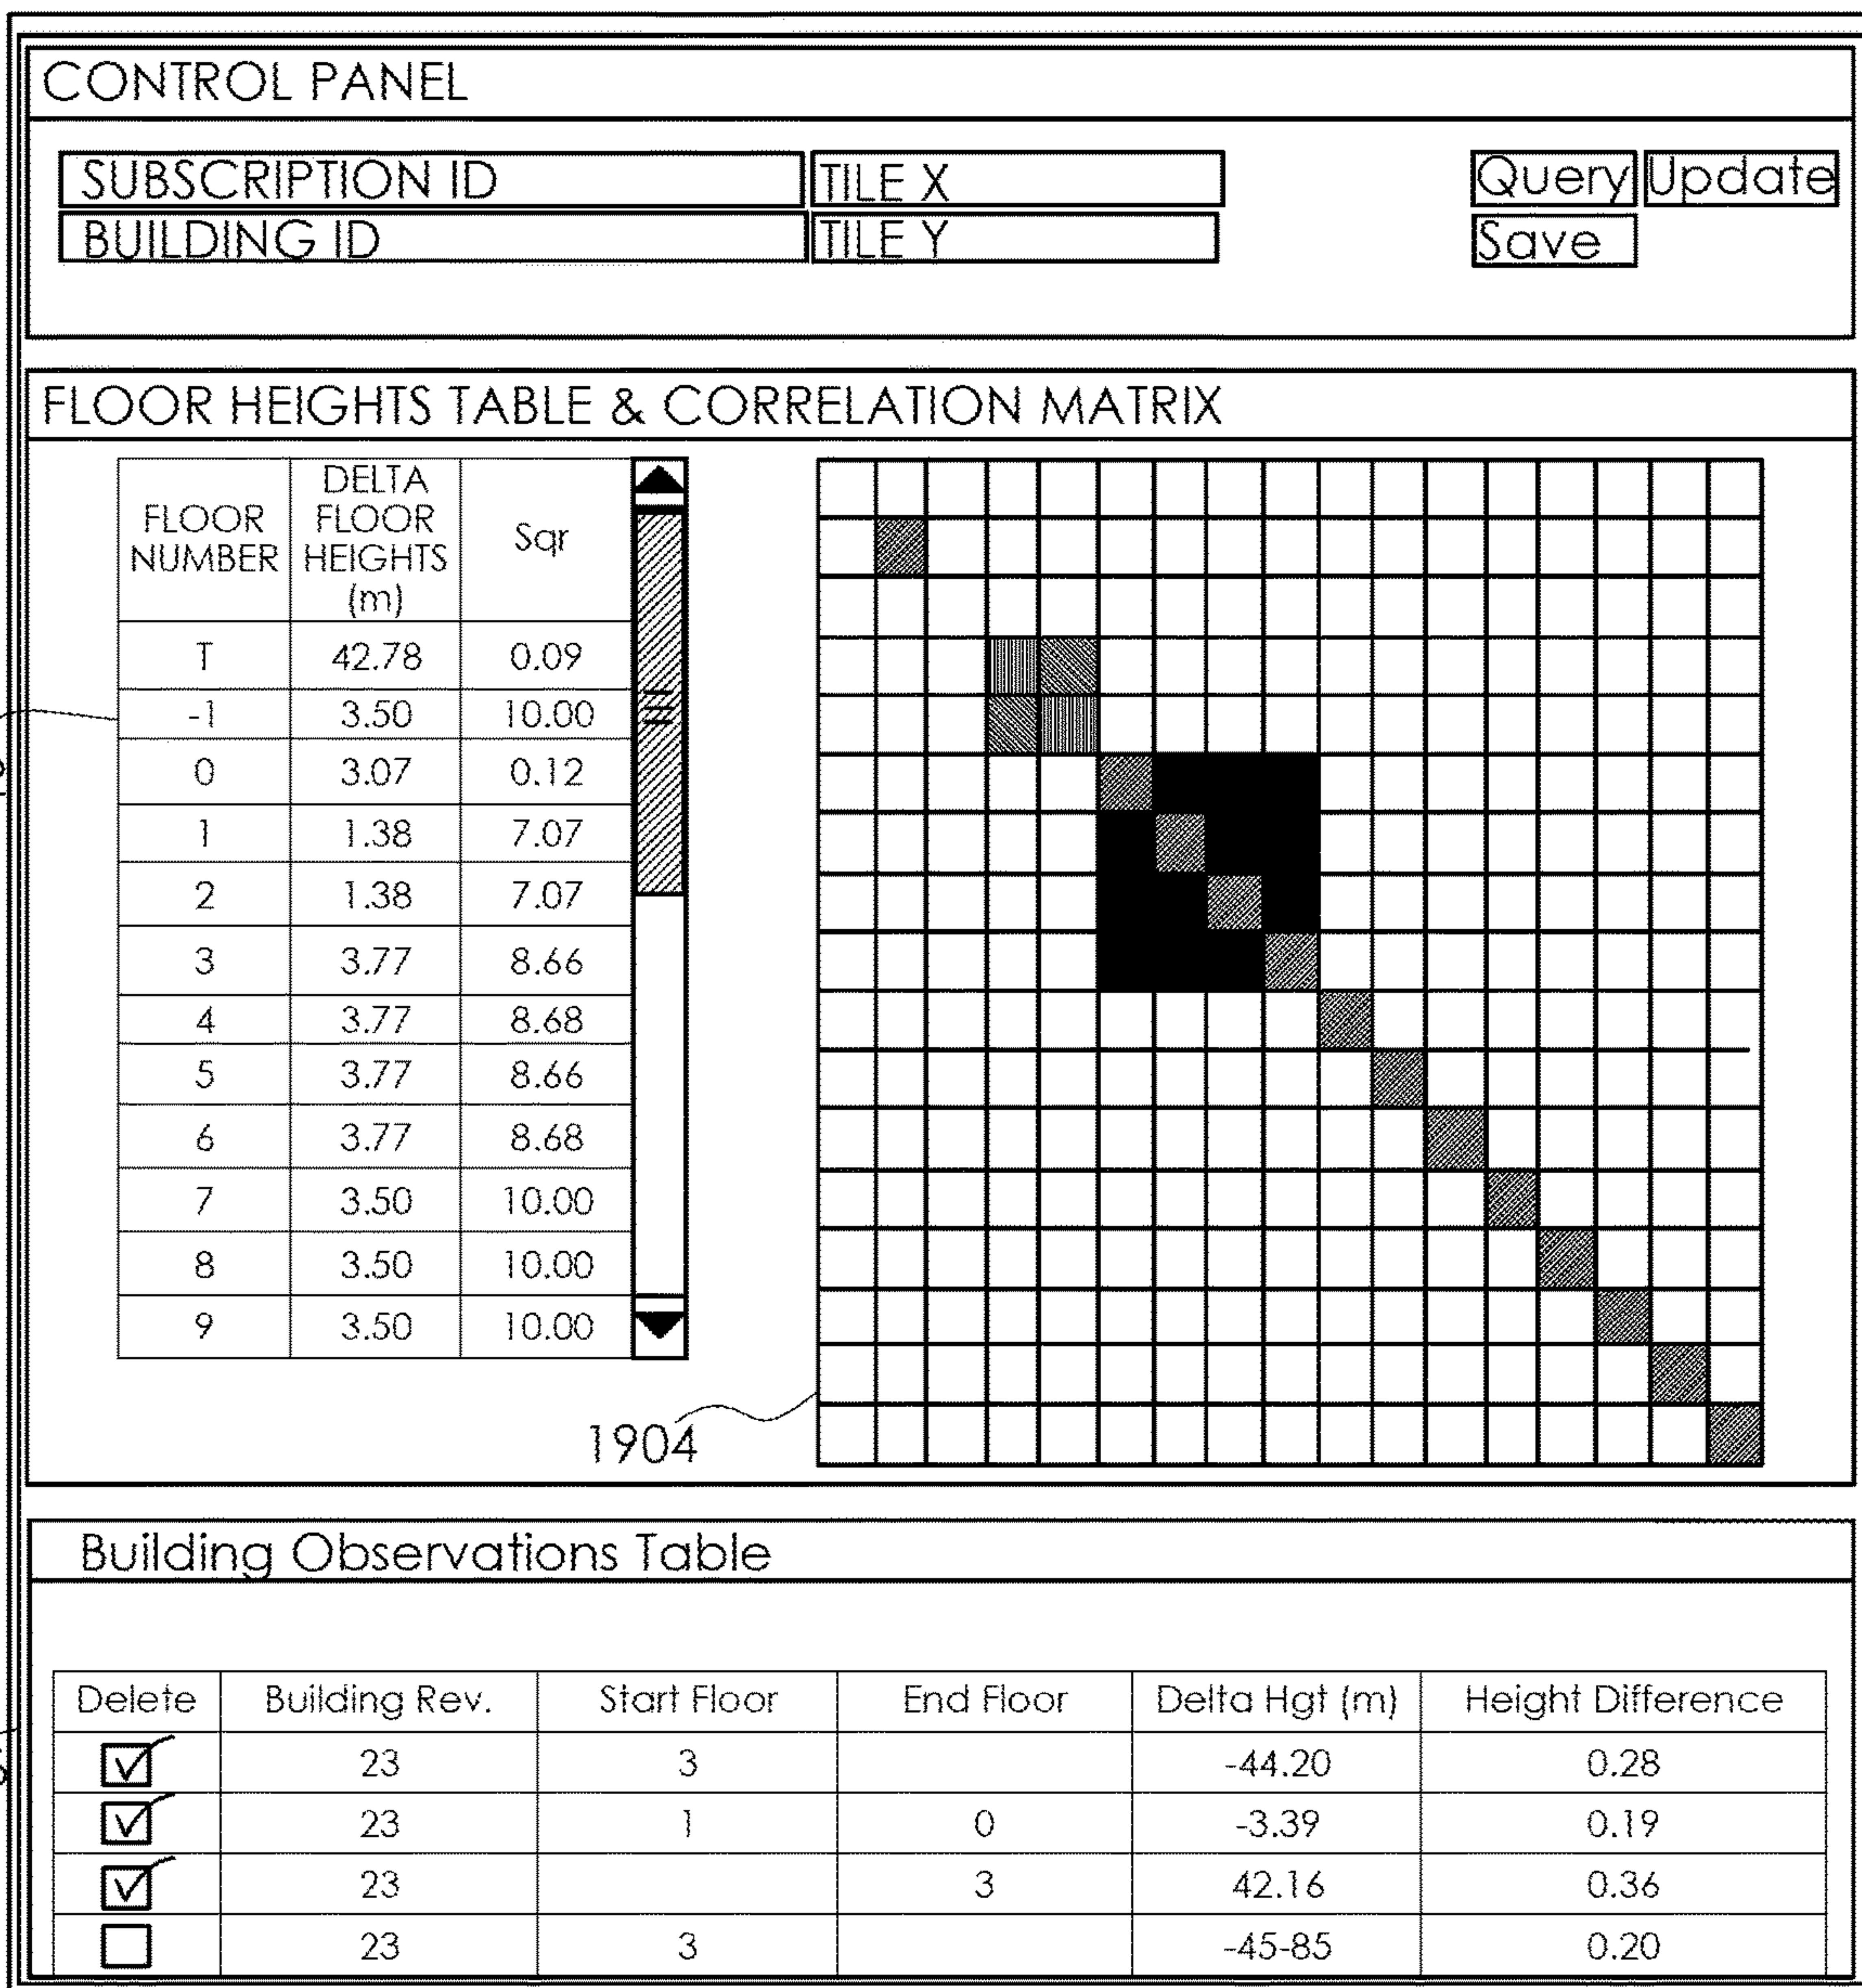 CONTROL PANEL
SUBSCRIPTION ID TILE X Query Update
BUILDING ID TILE Y Save
FLOOR HEIGHTS TABLE & CORRELATION MATRIX
FLOOR NUMBER DELTA FLOOR HEIGHTS (m) Sqr
T 42.78 0.09
-1 3.50 10.00
0 3.07 0.12
1 1.38 7.07
2 1.38 7.07
3 3.77 8.66
4 3.77 8.68
5 3.77 8.66
6 3.77 8.68
7 3.50 10.00
8 3.50 10.00
9 3.50 10.00
1904
Building Observations Table
Delete Building Rev. Start Floor End Floor Delta Hgt (m) Height Difference
23 3 -44.20 0.28
23 1 0 -3.39 0.19
23 3 42.16 0.36
23 3 -45-85 0.20